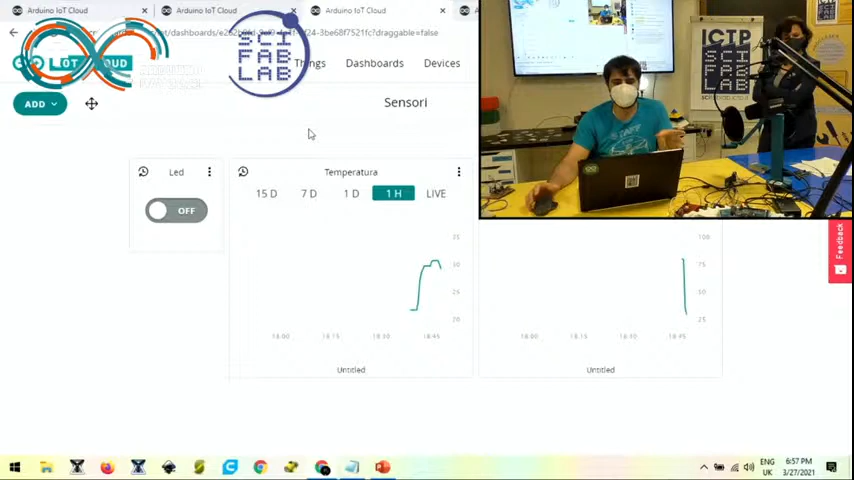 Arduino IoT Cloud
Arduino IoT Cloud
Arduino IoT Cloud
IOT CLOUD
SCI
FAB
LAB
Things
Dashboards
Devices
ADD
Sensori
Led
OFF
Temperatura
15 D
7 D
1 D
1 H
LIVE
30
25
20
18:00
18:15
18:30
18:45
Untitled
100
75
25
18:00
18:15
18:30
18:45
Untitled
ICTP
SCI
FAB
LAB
Feedback
ENG
UK
6:57 PM
3/27/2021